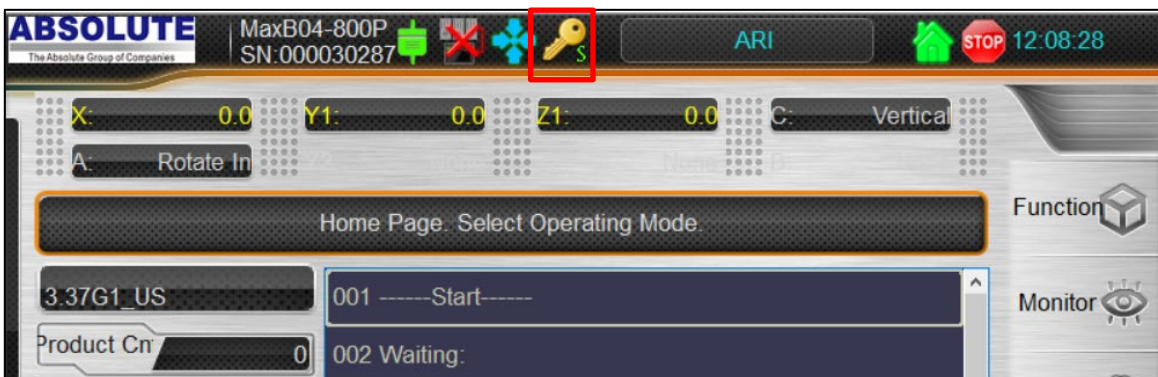 ABSOLUTE
The Absolute Group of Companies
MaxB04-800P
SN:000030287
S
ARI
STOP
12:08:28
X: 0.0
Y1: 0.0
Z1: 0.0
C: Vertical
A: Rotate In
Home Page. Select Operating Mode.
Function
3.37G1_US
001 ------Start------
Monitor
Product Cn
0
002 Waiting: